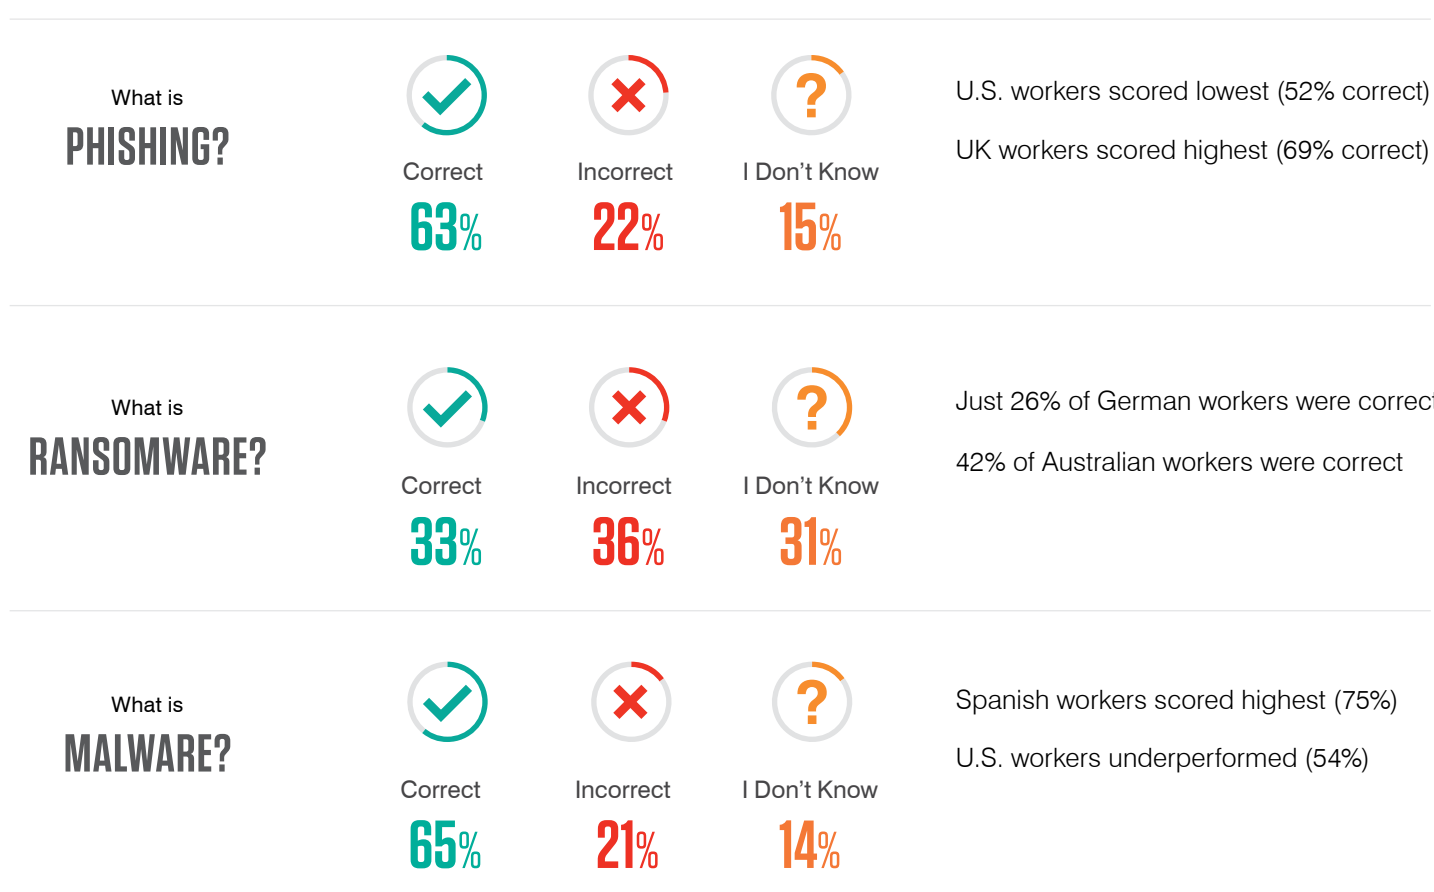 What is
PHISHING?
Correct
63%
Incorrect
22%
I Don't Know
15%
U.S. workers scored lowest (52% correct)
UK workers scored highest (69% correct)
What is
RANSOMWARE?
Correct
33%
Incorrect
36%
I Don't Know
31%
Just 26% of German workers were correct
42% of Australian workers were correct
What is
MALWARE?
Correct
65%
Incorrect
21%
I Don't Know
14%
Spanish workers scored highest (75%)
U.S. workers underperformed (54%)